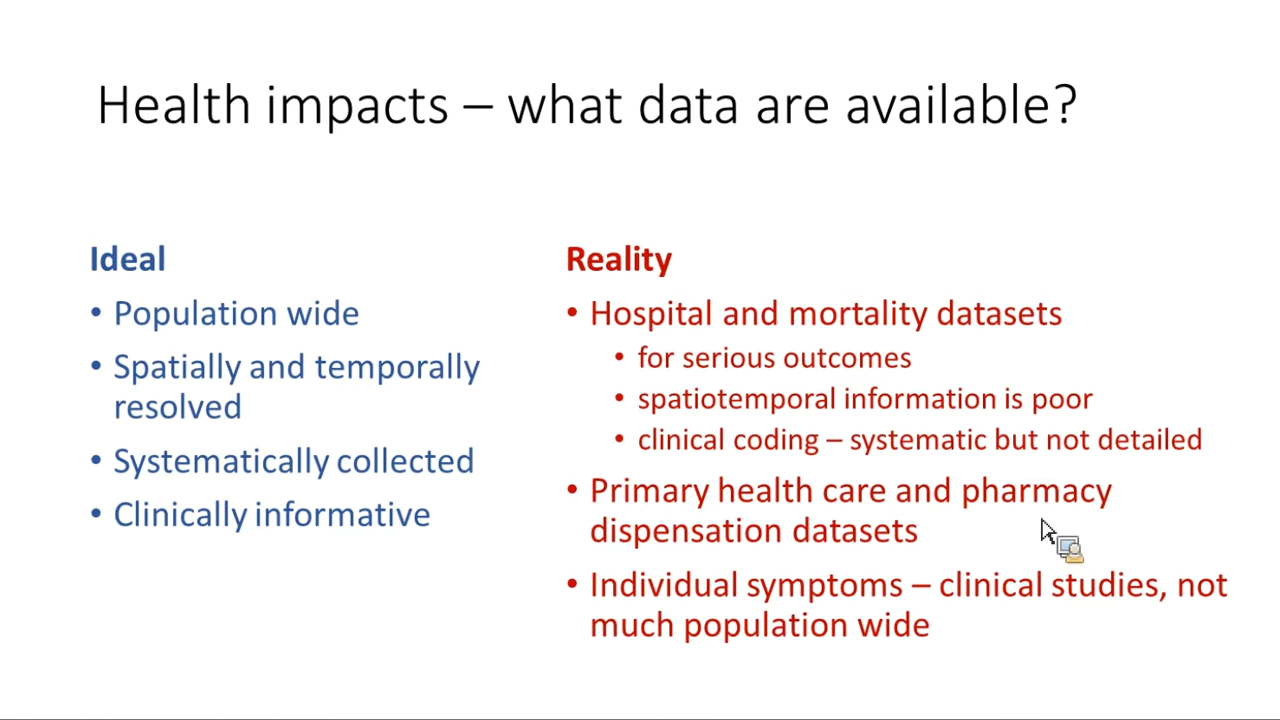 Health impacts – what data are available?
Ideal
• Population wide
• Spatially and temporally
resolved
• Systematically collected
• Clinically informative
Reality
• Hospital and mortality datasets
• for serious outcomes
• spatiotemporal information is poor
• clinical coding – systematic but not detailed
• Primary health care and pharmacy
dispensation datasets
• Individual symptoms – clinical studies, not
much population wide